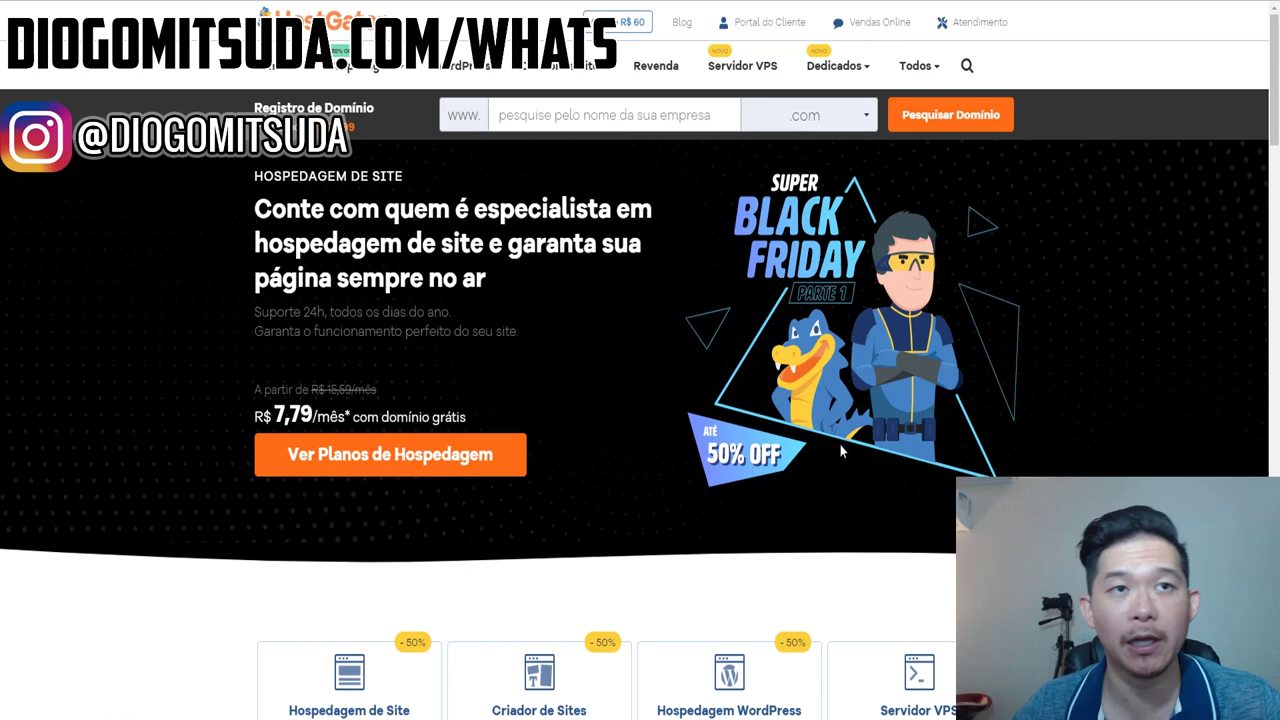 DIOGOMITSUDA.COM/WHATS
@DIOGOMITSUDA
R$ 60
Blog
Portal do Cliente
Vendas Online
Atendimento
Revenda
NOVO
Servidor VPS
NOVO
Dedicados
Todos
Registro de Domínio
www.
pesquise pelo nome da sua empresa
.com
Pesquisar Domínio
HOSPEDAGEM DE SITE
Conte com quem é especialista em
hospedagem de site e garanta sua
página sempre no ar
Suporte 24h, todos os dias do ano.
Garanta o funcionamento perfeito do seu site.
A partir de R$ 15,59/mês
R$ 7,79/mês* com domínio grátis
Ver Planos de Hospedagem
SUPER
BLACK
FRIDAY
PARTE 1
ATÉ
50% OFF
- 50%
- 50%
- 50%
Hospedagem de Site
Criador de Sites
Hospedagem WordPress
Servidor VPS